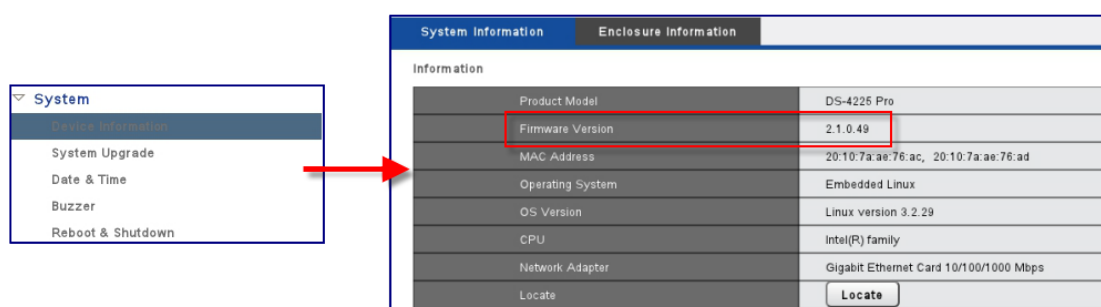 System
Device Information
System Upgrade
Date & Time
Buzzer
Reboot & Shutdown
System Information Enclosure Information
Information
Product Model DS-4225 Pro
Firmware Version 2.1.0.49
MAC Address 20:10:7a:ae:76:ac, 20:10:7a:ae:76:ad
Operating System Embedded Linux
OS Version Linux version 3.2.29
CPU Intel(R) family
Network Adapter Gigabit Ethernet Card 10/100/1000 Mbps
Locate Locate